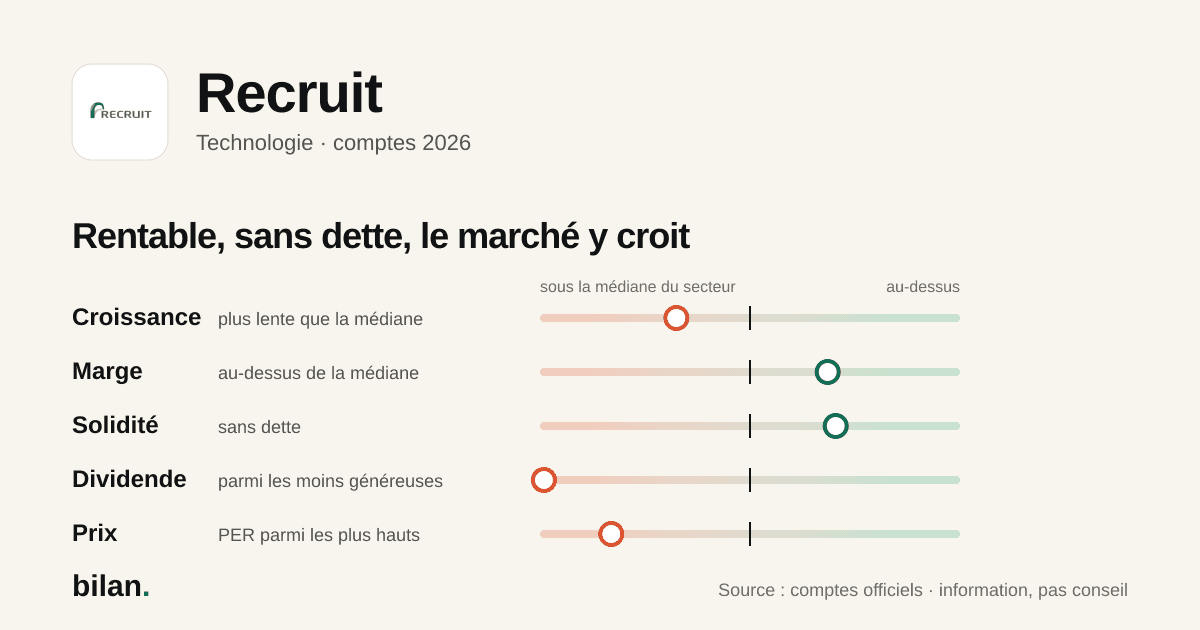 RECRUIT
Recruit
Technologie · comptes 2026
Rentable, sans dette, le marché y croit
sous la médiane du secteur au-dessus
Croissance plus lente que la médiane
Marge au-dessus de la médiane
Solidité sans dette
Dividende parmi les moins généreuses
Prix PER parmi les plus hauts
bilan.
Source : comptes officiels · information, pas conseil